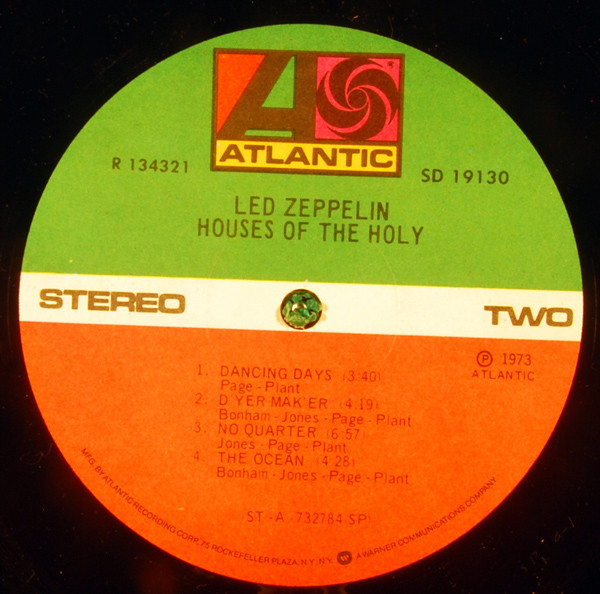 ATLANTIC
R 134321
SD 19130
LED ZEPPELIN
HOUSES OF THE HOLY
STEREO
TWO
℗ 1973
ATLANTIC
1. DANCING DAYS (3:40)
Page - Plant
2. D'YER MAK'ER (4:19)
Bonham - Jones - Page - Plant
3. NO QUARTER (6:57)
Jones - Page - Plant
4. THE OCEAN (4:28)
Bonham - Jones - Page - Plant
ST - A - 732784 SP
MFG. BY ATLANTIC RECORDING CORP. 75 ROCKEFELLER PLAZA, N.Y. N.Y. A WARNER COMMUNICATIONS COMPANY